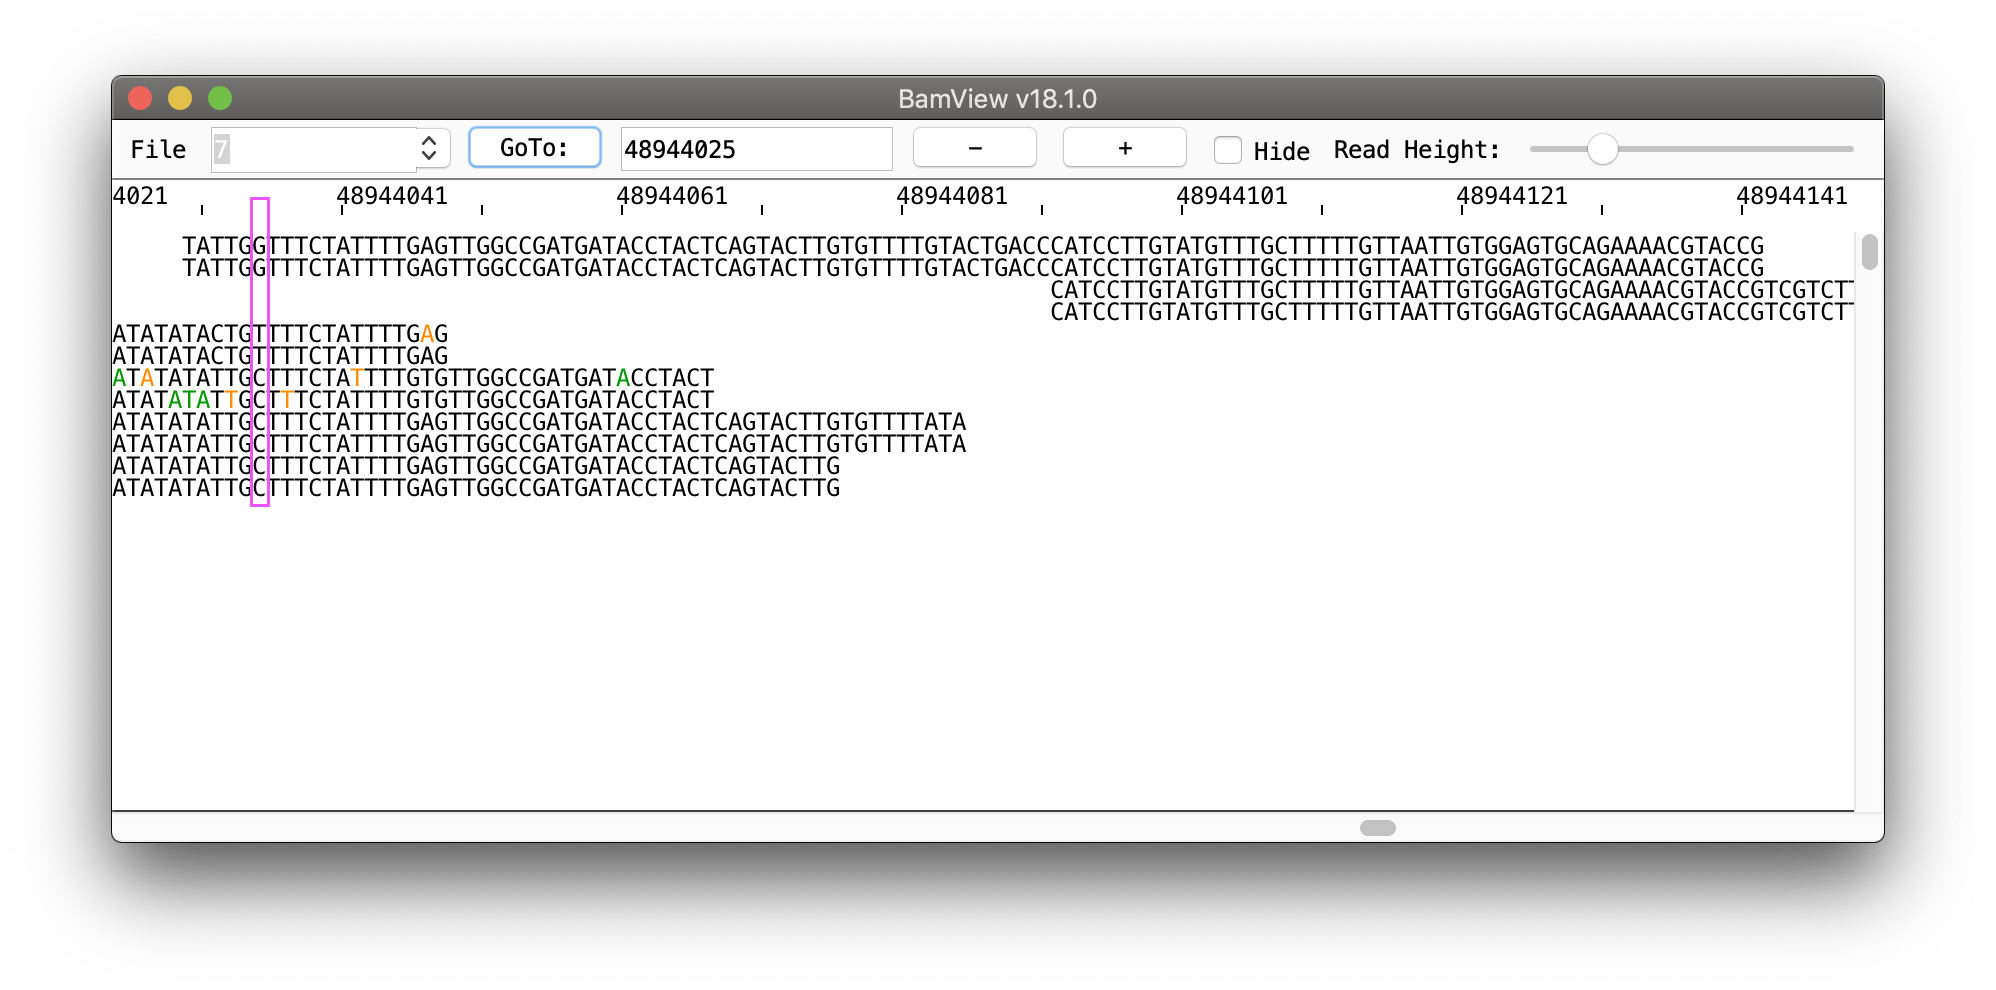 BamView v18.1.0
File 7 GoTo: 48944025 − + Hide Read Height:
4021 48944041 48944061 48944081 48944101 48944121 48944141
TATTGGTTTCTATTTTGAGTTGGCCGATGATACCTACTCAGTACTTGTGTTTTGTACTGACCCATCCTTGTATGTTTGCTTTTTGTTAATTGTGGAGTGCAGAAAACGTACCG
TATTGGTTTCTATTTTGAGTTGGCCGATGATACCTACTCAGTACTTGTGTTTTGTACTGACCCATCCTTGTATGTTTGCTTTTTGTTAATTGTGGAGTGCAGAAAACGTACCG
CATCCTTGTATGTTTGCTTTTTGTTAATTGTGGAGTGCAGAAAACGTACCGTCGTCTT
CATCCTTGTATGTTTGCTTTTTGTTAATTGTGGAGTGCAGAAAACGTACCGTCGTCT
ATATATACTGTTTTCTATTTTGAG
ATATATACTGTTTTCTATTTTGAG
ATATATATTGCTTTCTATTTTGTGTTGGCCGATGATACCTACT
ATATATATTGCTTTCTATTTTGTGTTGGCCGATGATACCTACT
ATATATATTGCTTTCTATTTTGAGTTGGCCGATGATACCTACTCAGTACTTGTGTTTTATA
ATATATATTGCTTTCTATTTTGAGTTGGCCGATGATACCTACTCAGTACTTGTGTTTTATA
ATATATATTGCTTTCTATTTTGAGTTGGCCGATGATACCTACTCAGTACTTG
ATATATATTGCTTTCTATTTTGAGTTGGCCGATGATACCTACTCAGTACTTG